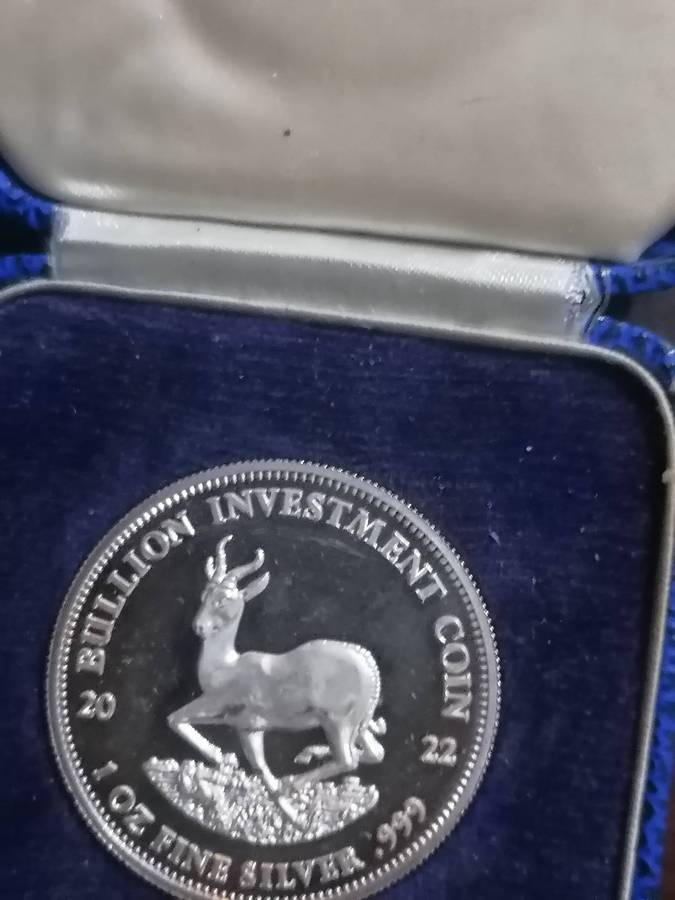 BULLION INVESTMENT COIN
20 22
1 OZ FINE SILVER .999